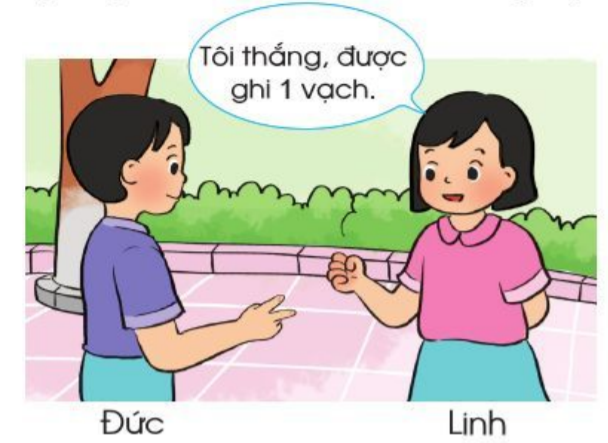 Tôi thắng, được
ghi 1 vạch.
Đức
Linh